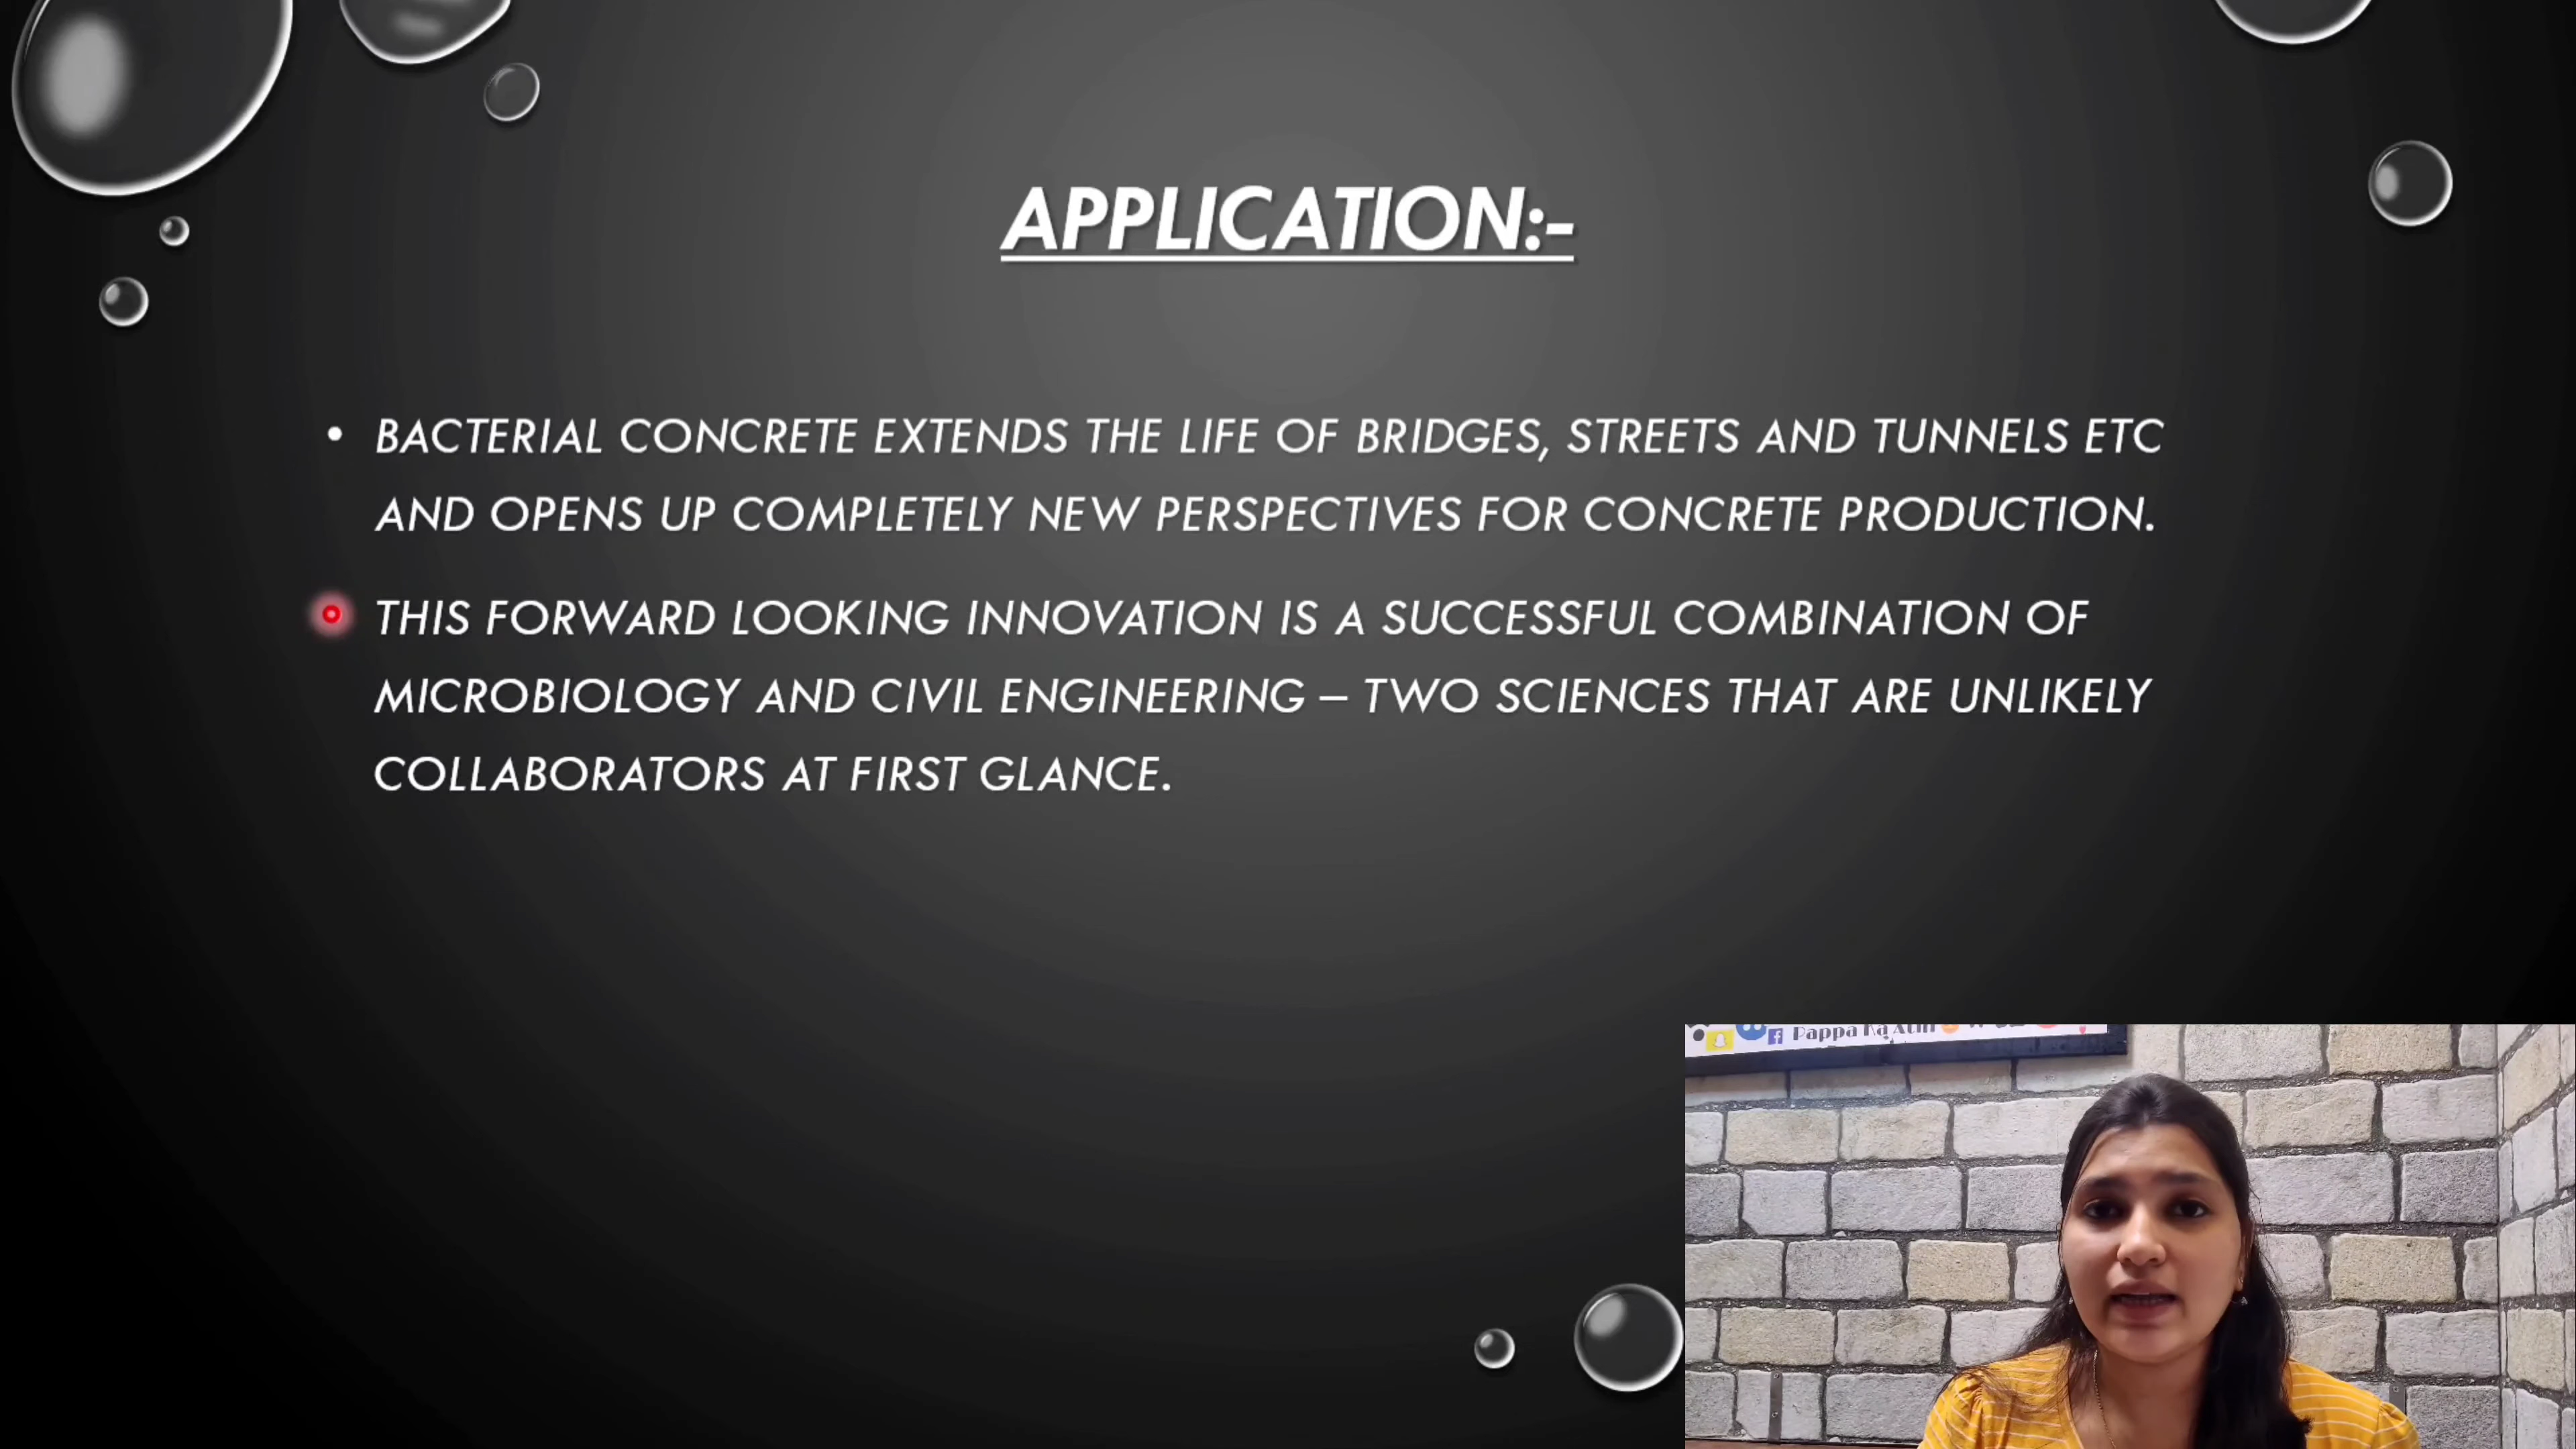 APPLICATION:-
• BACTERIAL CONCRETE EXTENDS THE LIFE OF BRIDGES, STREETS AND TUNNELS ETC
AND OPENS UP COMPLETELY NEW PERSPECTIVES FOR CONCRETE PRODUCTION.
THIS FORWARD LOOKING INNOVATION IS A SUCCESSFUL COMBINATION OF
MICROBIOLOGY AND CIVIL ENGINEERING – TWO SCIENCES THAT ARE UNLIKELY
COLLABORATORS AT FIRST GLANCE.
Pappa Ka